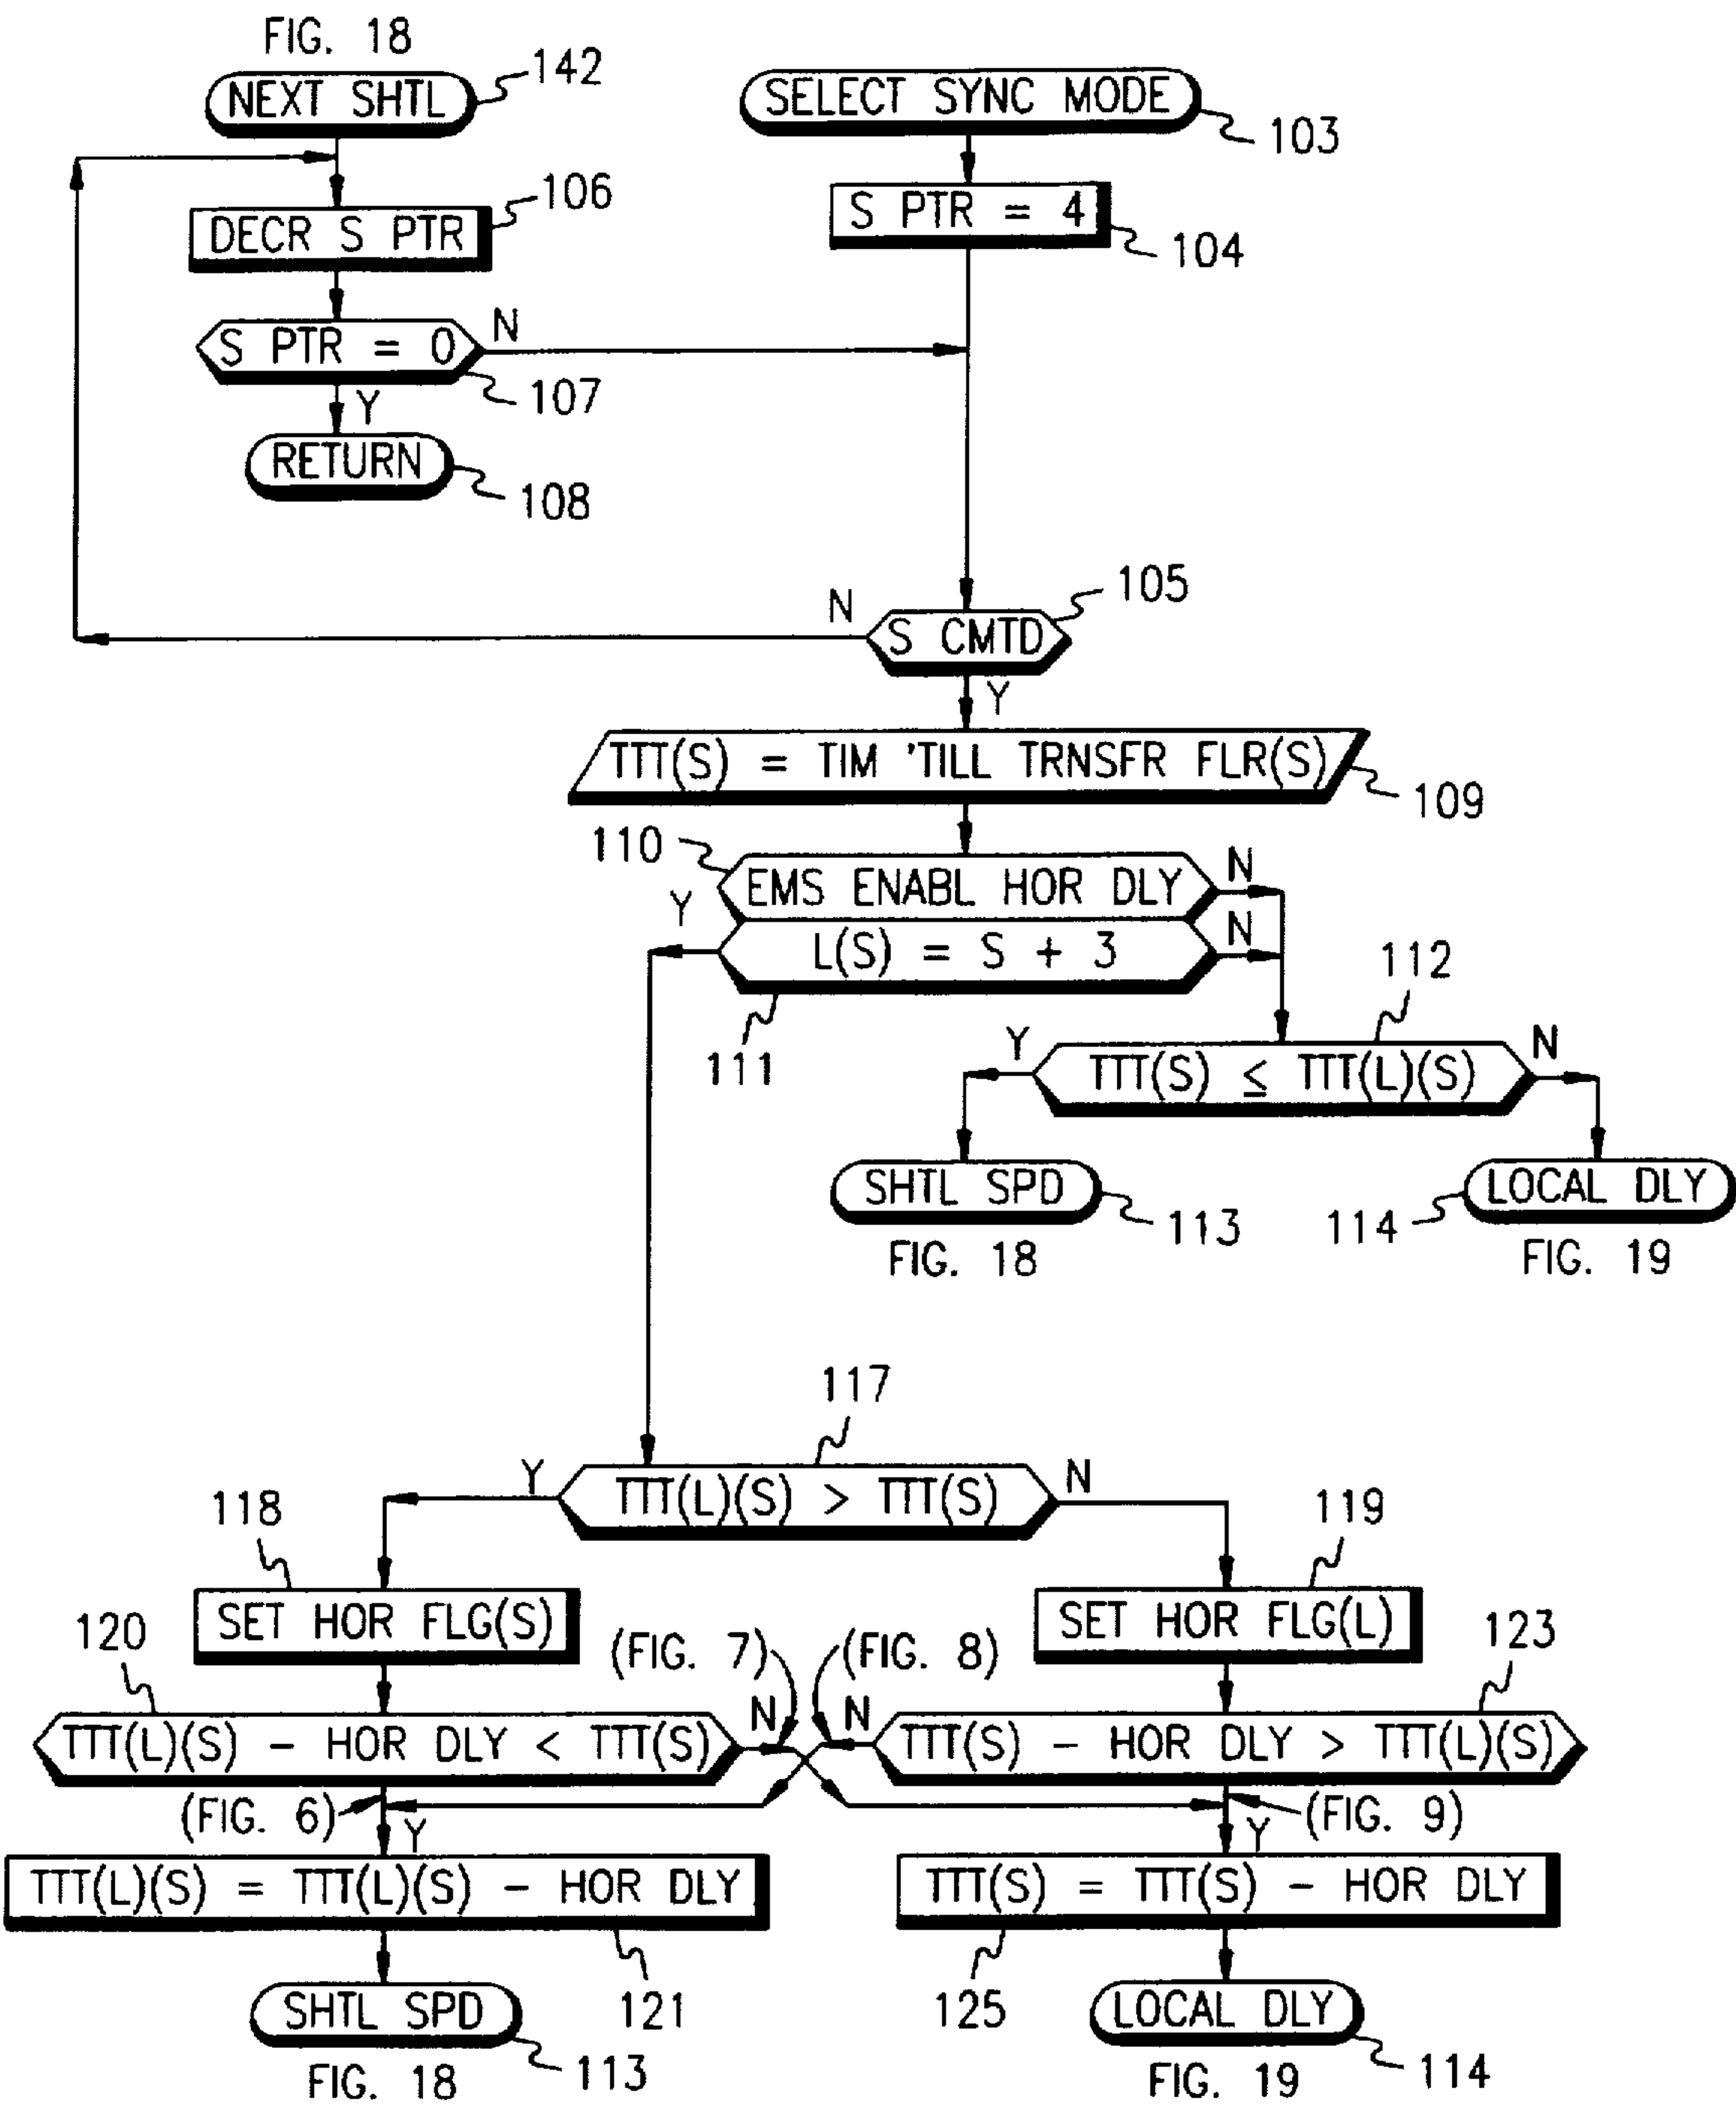 FIG. 18
NEXT SHTL
142
SELECT SYNC MODE
103
DECR S PTR
106
S PTR = 4
104
S PTR = 0
N
107
Y
RETURN
108
105
N
S CMTD
Y
TTT(S) = TIM 'TILL TRNSFR FLR(S)
109
110
EMS ENABL HOR DLY
N
Y
L(S) = S + 3
N
111
112
Y
TTT(S) ≤ TTT(L)(S)
N
SHTL SPD
113
FIG. 18
LOCAL DLY
114
FIG. 19
117
Y
TTT(L)(S) > TTT(S)
N
118
SET HOR FLG(S)
119
SET HOR FLG(L)
120
(FIG. 7)
(FIG. 8)
123
TTT(L)(S) - HOR DLY < TTT(S)
N
N
TTT(S) - HOR DLY > TTT(L)(S)
(FIG. 6)
Y
(FIG. 9)
Y
TTT(L)(S) = TTT(L)(S) - HOR DLY
121
TTT(S) = TTT(S) - HOR DLY
125
SHTL SPD
113
FIG. 18
LOCAL DLY
114
FIG. 19